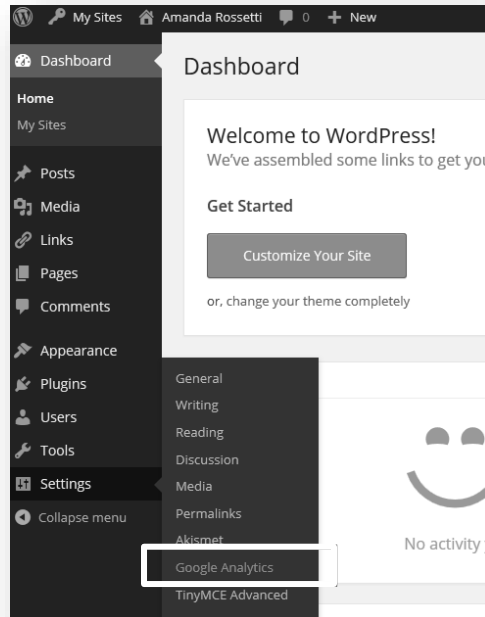 My Sites Amanda Rossetti 0 + New
Dashboard
Home
My Sites
Posts
Media
Links
Pages
Comments
Appearance
Plugins
Users
Tools
Settings
Collapse menu
Dashboard
Welcome to WordPress!
We've assembled some links to get you
Get Started
Customize Your Site
or, change your theme completely
General
Writing
Reading
Discussion
Media
Permalinks
Akismet
Google Analytics
TinyMCE Advanced
No activity